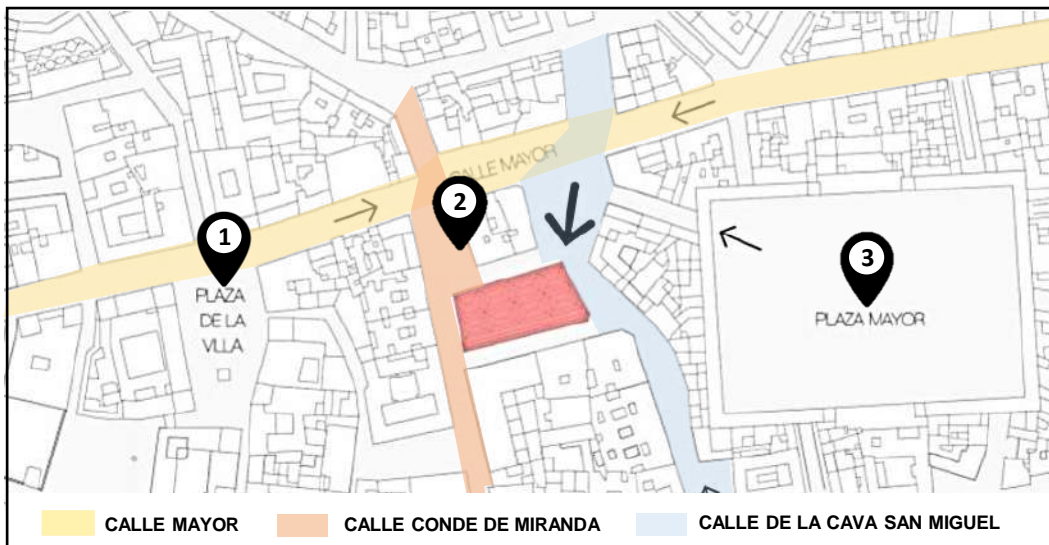 CALLE MAYOR
1
2
3
PLAZA
DE LA
VLLA
PLAZA MAYOR
CALLE MAYOR
CALLE CONDE DE MIRANDA
CALLE DE LA CAVA SAN MIGUEL